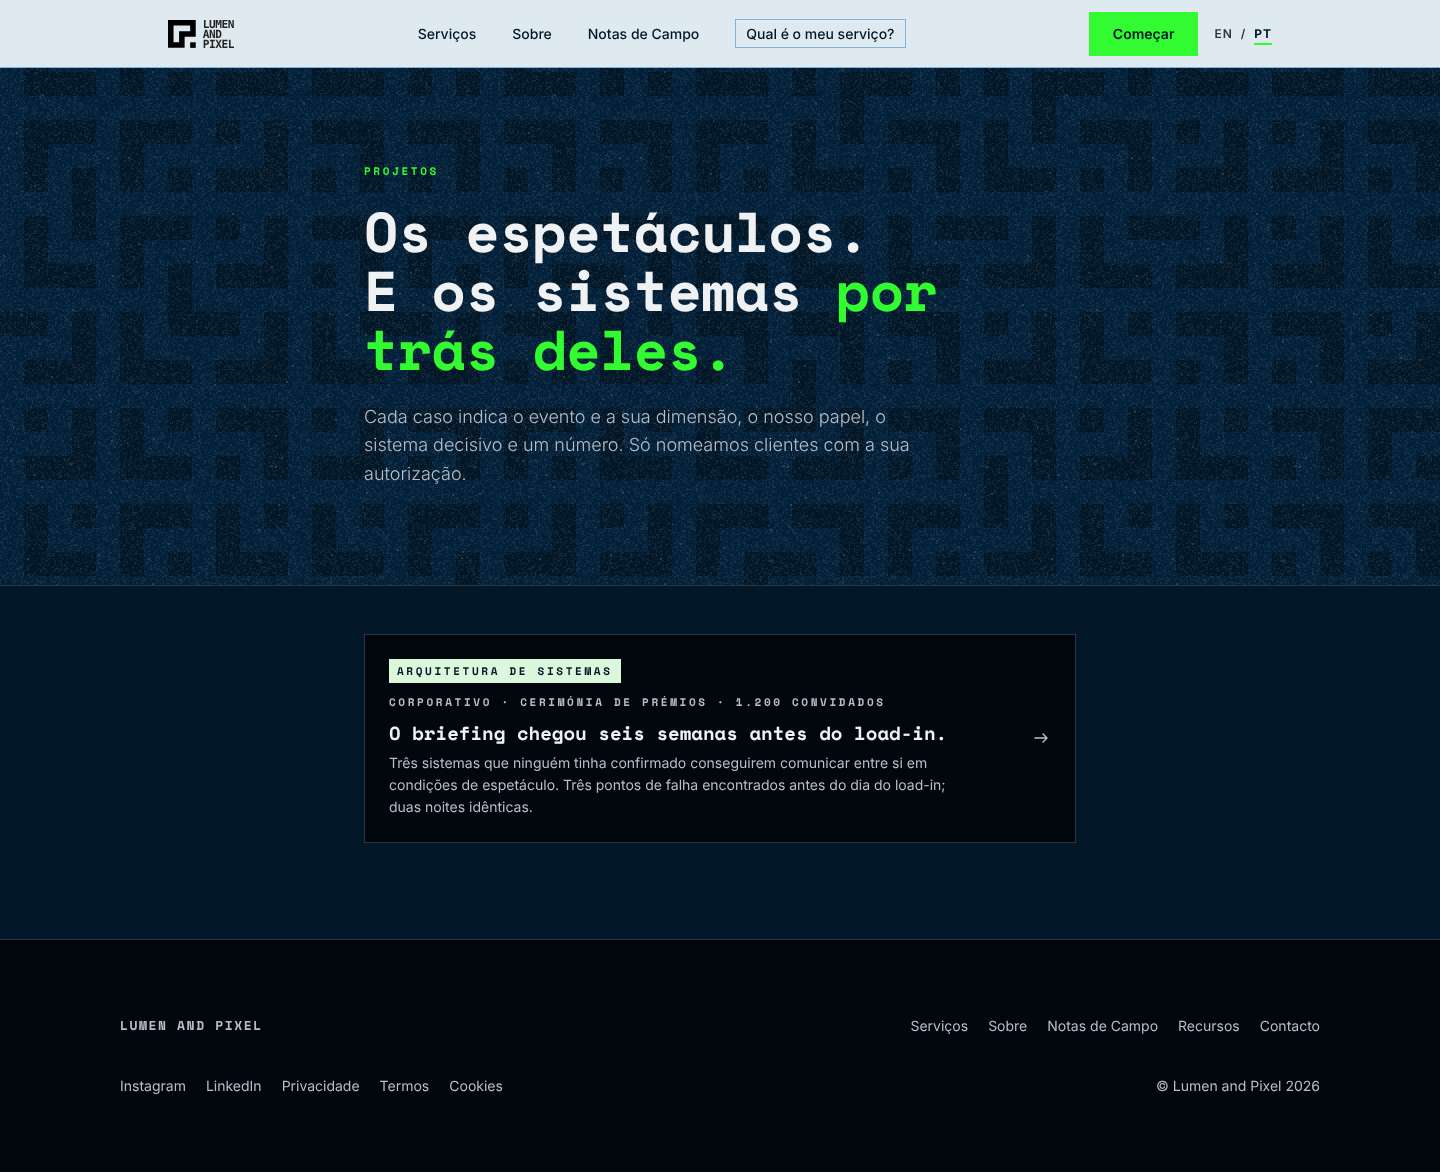 LUMEN
AND
PIXEL
Serviços
Sobre
Notas de Campo
Qual é o meu serviço?
Começar
EN / PT
PROJETOS
Os espetáculos.
E os sistemas por
trás deles.
Cada caso indica o evento e a sua dimensão, o nosso papel, o
sistema decisivo e um número. Só nomeamos clientes com a sua
autorização.
ARQUITETURA DE SISTEMAS
CORPORATIVO · CERIMÓNIA DE PRÉMIOS · 1.200 CONVIDADOS
O briefing chegou seis semanas antes do load-in.
→
Três sistemas que ninguém tinha confirmado conseguirem comunicar entre si em
condições de espetáculo. Três pontos de falha encontrados antes do dia do load-in;
duas noites idênticas.
LUMEN AND PIXEL
Serviços
Sobre
Notas de Campo
Recursos
Contacto
Instagram
LinkedIn
Privacidade
Termos
Cookies
© Lumen and Pixel 2026